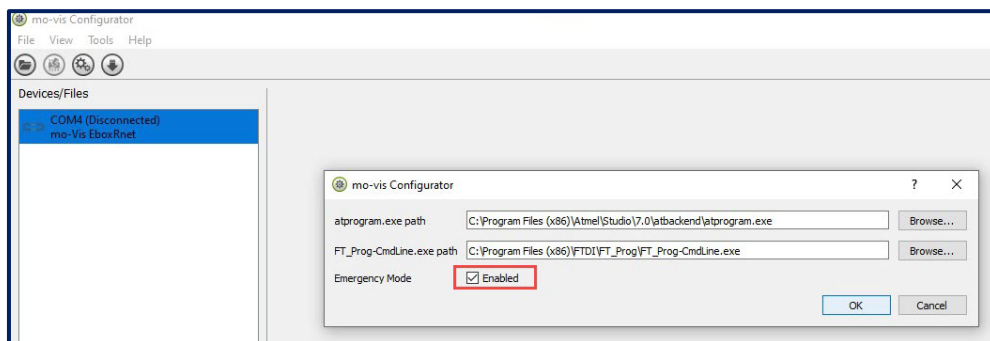 mo-vis Configurator
File View Tools Help
Devices/Files
COM4 (Disconnected)
mo-Vis EboxRnet
mo-vis Configurator ? X
atprogram.exe path C:\Program Files (x86)\Atmel\Studio\7.0\atbackend\atprogram.exe Browse...
FT_Prog-CmdLine.exe path C:\Program Files (x86)\FTDI\FT_Prog\FT_Prog-CmdLine.exe Browse...
Emergency Mode Enabled
OK Cancel